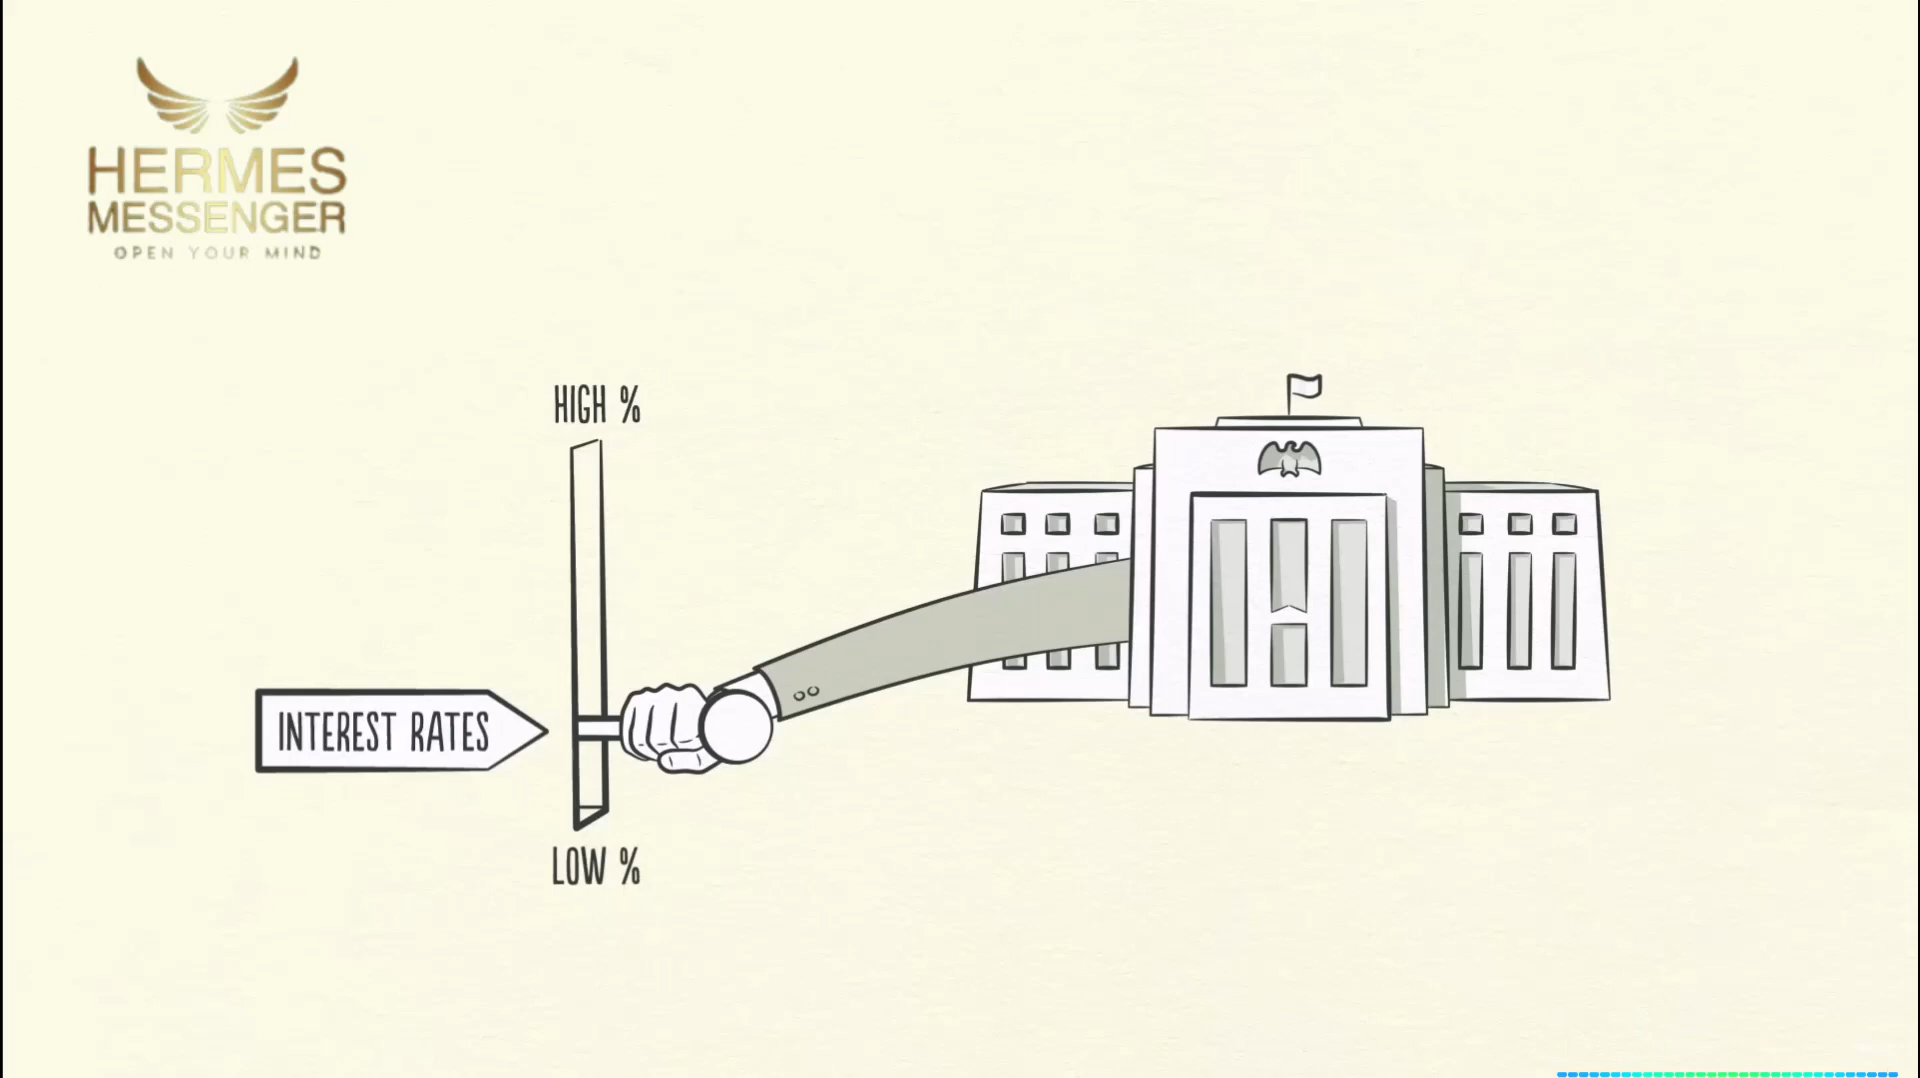 HERMES
MESSENGER
OPEN YOUR MIND
HIGH %
INTEREST RATES
LOW %